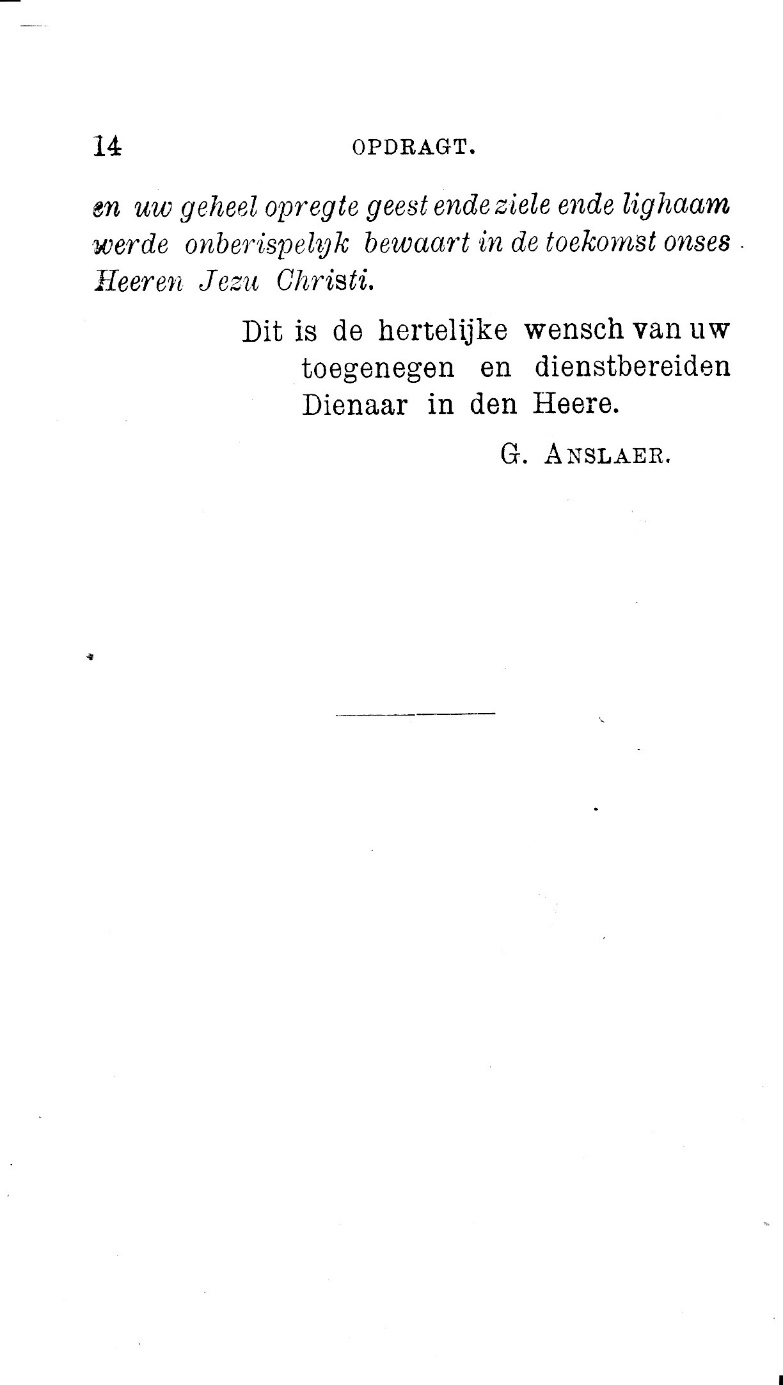 14 OPDRAGT.
en uw geheel opregte geest ende ziele ende lighaam
werde onberispelijk bewaart in de toekomst onses
Heeren Jezu Christi.
Dit is de hertelijke wensch van uw
toegenegen en dienstbereiden
Dienaar in den Heere.
G. ANSLAER.